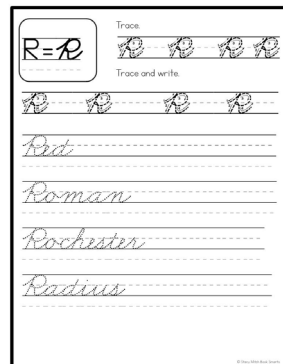 Trace.
R=R
R R R R
Trace and write.
R R R R
Red
Roman
Rochester
Radius